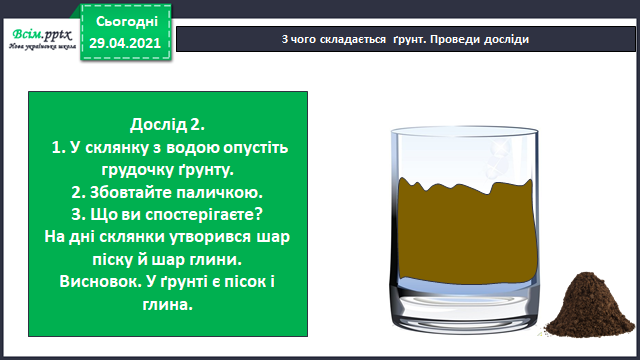 Всім.pptx
Нова українська школа
Сьогодні
29.04.2021
З чого складається ґрунт. Проведи досліди
Дослід 2.
1. У склянку з водою опустіть
грудочку ґрунту.
2. Збовтайте паличкою.
3. Що ви спостерігаєте?
На дні склянки утворився шар
піску й шар глини.
Висновок. У ґрунті є пісок і
глина.